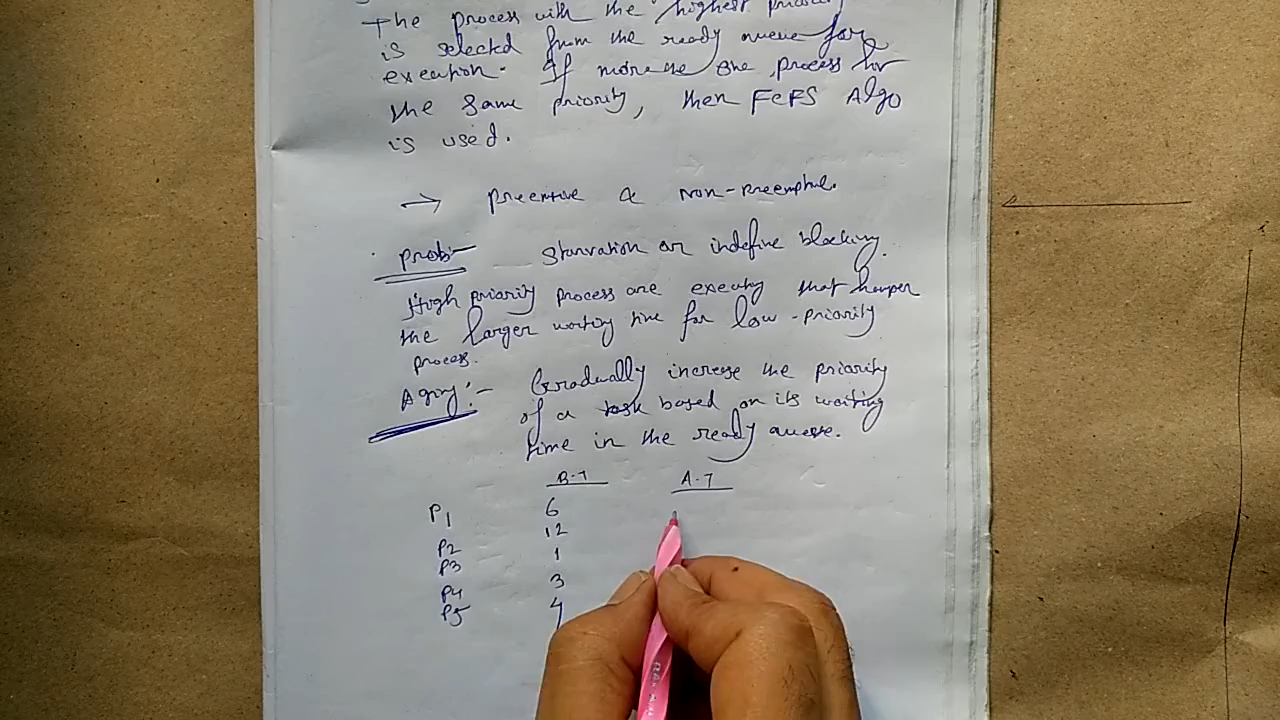 The process with the highest priority
is selected from the ready queue for
execution. If more the one process hv
the same priority, then FCFS Algo
is used.
→ Preemtive & Non-Preemptive.
prob:- Starvation or indefine blocking.
High priority process are executg that hamper
the larger waiting time for low-priority
process.
Aging:- Gradually increase the priority
of a task based on its waiting
time in the ready queue.
B.T A.T
P1 6
P2 12
P3 1
P4 3
P5 4